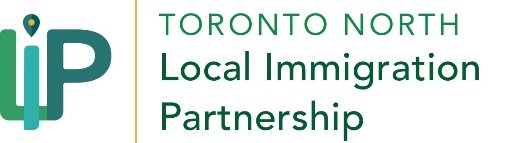 LIP
TORONTO NORTH
Local Immigration
Partnership